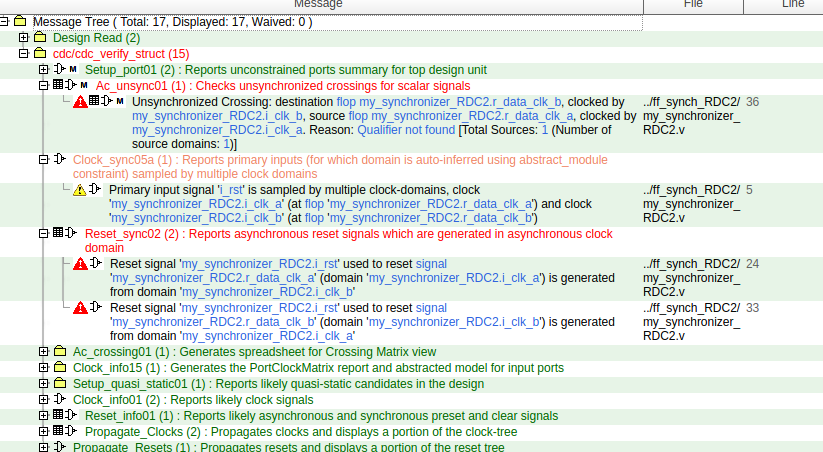 Message File Line
Message Tree ( Total: 17, Displayed: 17, Waived: 0 )
Design Read (2)
cdc/cdc_verify_struct (15)
M Setup_port01 (2) : Reports unconstrained ports summary for top design unit
M Ac_unsync01 (1) : Checks unsynchronized crossings for scalar signals
M Unsynchronized Crossing: destination flop my_synchronizer_RDC2.r_data_clk_b, clocked by ../ff_synch_RDC2/ 36
my_synchronizer_RDC2.i_clk_b, source flop my_synchronizer_RDC2.r_data_clk_a, clocked by my_synchronizer_
my_synchronizer_RDC2.i_clk_a. Reason: Qualifier not found [Total Sources: 1 (Number of RDC2.v
source domains: 1)]
Clock_sync05a (1) : Reports primary inputs (for which domain is auto-inferred using abstract_module
constraint) sampled by multiple clock domains
Primary input signal 'i_rst' is sampled by multiple clock-domains, clock ../ff_synch_RDC2/ 5
'my_synchronizer_RDC2.i_clk_a' (at flop 'my_synchronizer_RDC2.r_data_clk_a') and clock my_synchronizer_
'my_synchronizer_RDC2.i_clk_b' (at flop 'my_synchronizer_RDC2.r_data_clk_b') RDC2.v
Reset_sync02 (2) : Reports asynchronous reset signals which are generated in asynchronous clock
domain
Reset signal 'my_synchronizer_RDC2.i_rst' used to reset signal ../ff_synch_RDC2/ 24
'my_synchronizer_RDC2.r_data_clk_a' (domain 'my_synchronizer_RDC2.i_clk_a') is generated my_synchronizer_
from domain 'my_synchronizer_RDC2.i_clk_b' RDC2.v
Reset signal 'my_synchronizer_RDC2.i_rst' used to reset signal ../ff_synch_RDC2/ 33
'my_synchronizer_RDC2.r_data_clk_b' (domain 'my_synchronizer_RDC2.i_clk_b') is generated my_synchronizer_
from domain 'my_synchronizer_RDC2.i_clk_a' RDC2.v
Ac_crossing01 (1) : Generates spreadsheet for Crossing Matrix view
Clock_info15 (1) : Generates the PortClockMatrix report and abstracted model for input ports
Setup_quasi_static01 (1) : Reports likely quasi-static candidates in the design
Clock_info01 (2) : Reports likely clock signals
Reset_info01 (1) : Reports likely asynchronous and synchronous preset and clear signals
Propagate_Clocks (2) : Propagates clocks and displays a portion of the clock-tree
Propagate_Resets (1) : Propagates resets and displays a portion of the reset tree